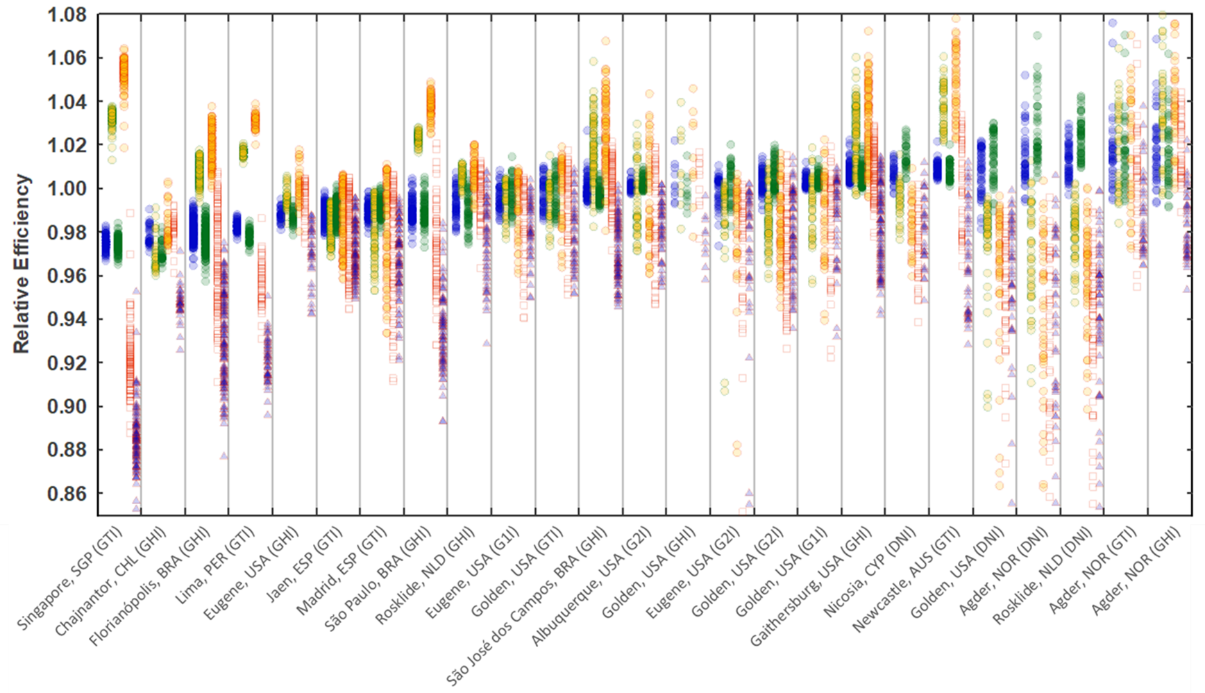 1.08
1.06
1.04
1.02
1.00
0.98
0.96
0.94
0.92
0.90
0.88
0.86
Relative Efficiency
Singapore, SGP (GTI)
Chajnantor, CHL (GHI)
Florianópolis, BRA (GHI)
Lima, PER (GTI)
Eugene, USA (GHI)
Jaen, ESP (GTI)
Madrid, ESP (GTI)
São Paulo, BRA (GHI)
Rosklide, NLD (GHI)
Eugene, USA (G1I)
Golden, USA (GTI)
São José dos Campos, BRA (GHI)
Albuquerque, USA (G2I)
Golden, USA (GHI)
Eugene, USA (G2I)
Golden, USA (G2I)
Golden, USA (G1I)
Gaithersburg, USA (GHI)
Nicosia, CYP (DNI)
Newcastle, AUS (GTI)
Golden, USA (DNI)
Agder, NOR (DNI)
Rosklide, NLD (DNI)
Agder, NOR (GTI)
Agder, NOR (GHI)